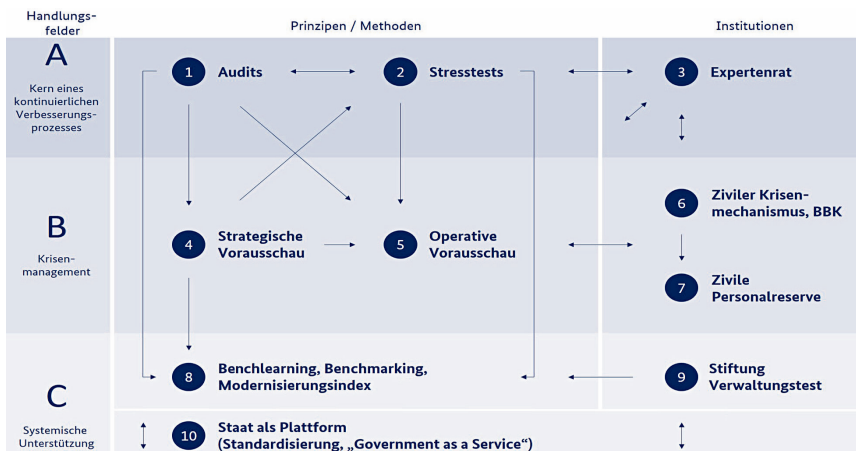 Handlungs-
felder
Prinzipen / Methoden
Institutionen
A
Kern eines
kontinuierlichen
Verbesserungs-
prozesses
1 Audits
2 Stresstests
3 Expertenrat
B
Krisen-
management
4 Strategische
Vorausschau
5 Operative
Vorausschau
6 Ziviler Krisen-
mechanismus, BBK
7 Zivile
Personalreserve
C
Systemische
Unterstützung
8 Benchlearning, Benchmarking,
Modernisierungsindex
9 Stiftung
Verwaltungstest
10 Staat als Plattform
(Standardisierung, „Government as a Service“)